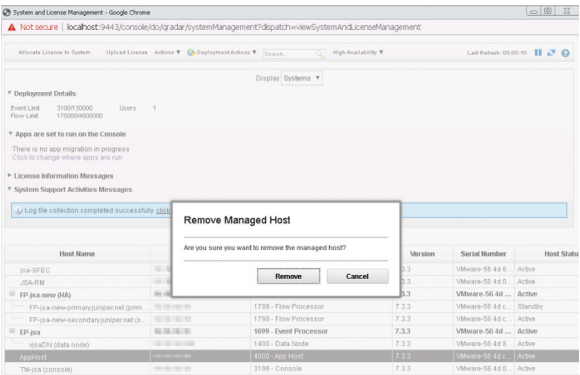 System and License Management - Google Chrome
Not secure | localhost:9443/console/do/qradar/systemManagement?dispatch=viewSystemAndLicenseManagement
Allocate License to System Upload License Actions ▼ Deployment Actions ▼ Search... High Availability ▼ Last Refresh: 00:00:10
Display Systems ▼
▼ Deployment Details
Event Limit 3100/130000 Users 1
Flow Limit 175000/4000000
▼ Apps are set to run on the Console
There is no app migration in progress
Click to change where apps are run
▶ License Information Messages
▼ System Support Activities Messages
Log file collection completed successfully click
Remove Managed Host
Are you sure you want to remove the managed host?
Remove Cancel
Host Name Version Serial Number Host Statu
jsa-SFEC 3.3 VMware-56 4d 6... Active
JSA-RM 3.3 VMware-56 4d 0... Active
FP-jsa-new (HA) 3.3 VMware-56 4d ... Active
FP-jsa-new-primary.juniper.net (prim... 1798 - Flow Processor 7.3.3 VMware-56 4d c... Standby
FP-jsa-new-secondary.juniper.net (s... 1798 - Flow Processor 7.3.3 VMware-56 4d c... Active
EP-jsa 1699 - Event Processor 7.3.3 VMware-56 4d ... Active
(data node) 1400 - Data Node 7.3.3 VMware-56 4d 8... Active
AppHost 4000 - App Host 7.3.3 VMware-56 4d 0... Active
TM-jsa (console) 3199 - Console 7.3.3 VMware-56 4d c... Active